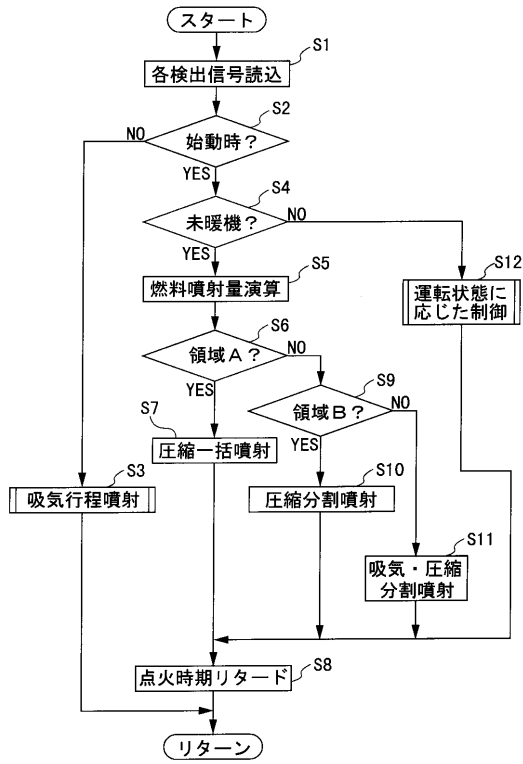 スタート
S1
各検出信号読込
S2
始動時？
NO
YES
S4
未暖機？
NO
YES
S5
燃料噴射量演算
S12
運転状態に
応じた制御
S6
領域A？
NO
YES
S9
領域B？
NO
YES
S7
圧縮一括噴射
S3
吸気行程噴射
S10
圧縮分割噴射
S11
吸気・圧縮
分割噴射
S8
点火時期リタード
リターン